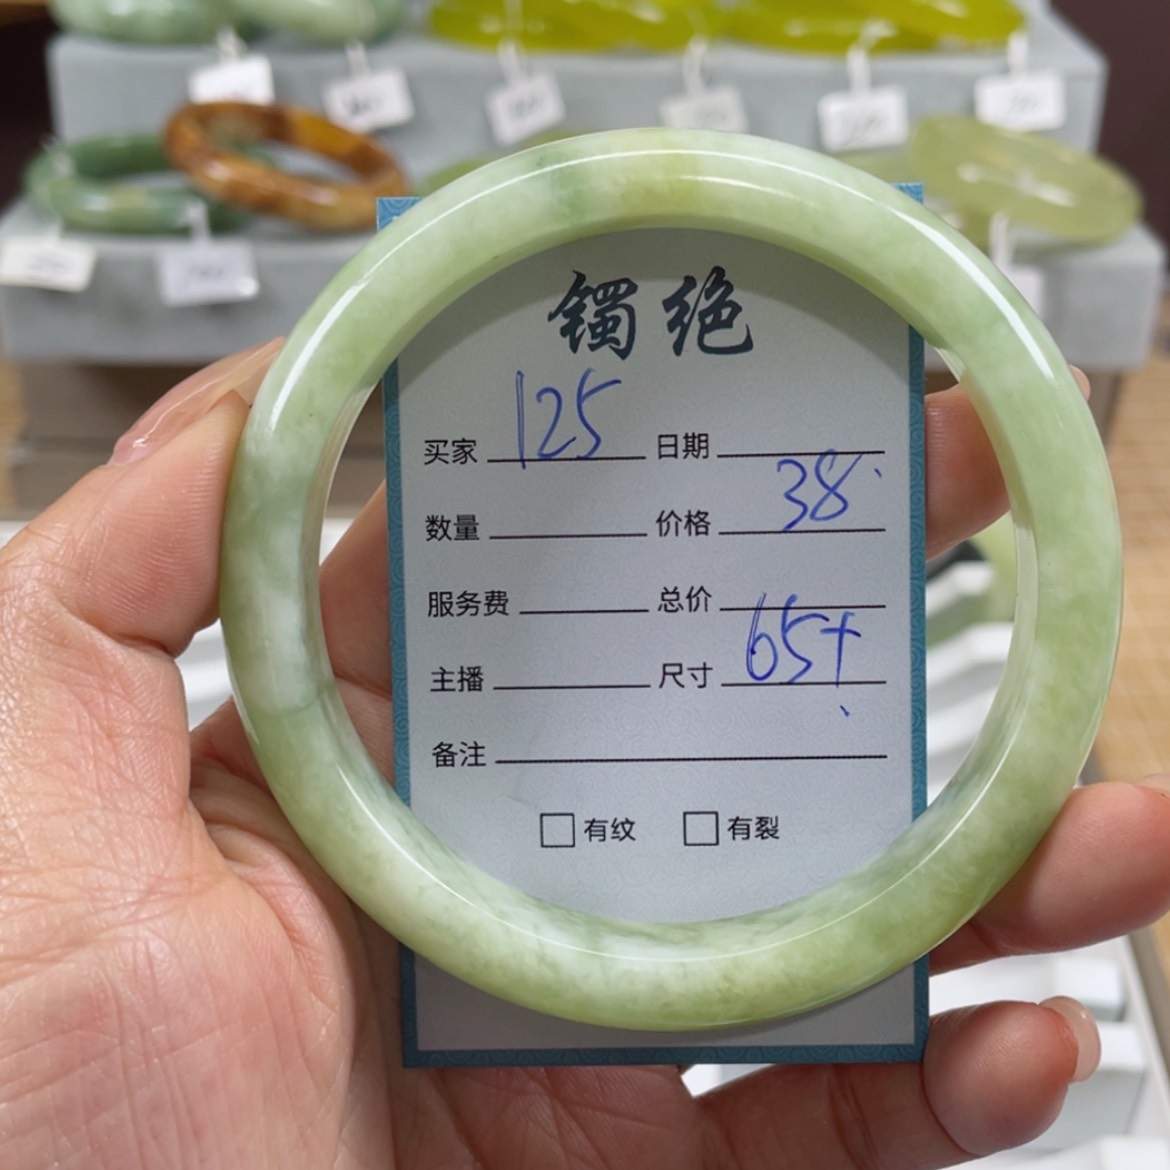 镯绝
买家 125 日期
数量 价格 38
服务费 总价
主播 尺寸 65+
备注
□有纹 □有裂